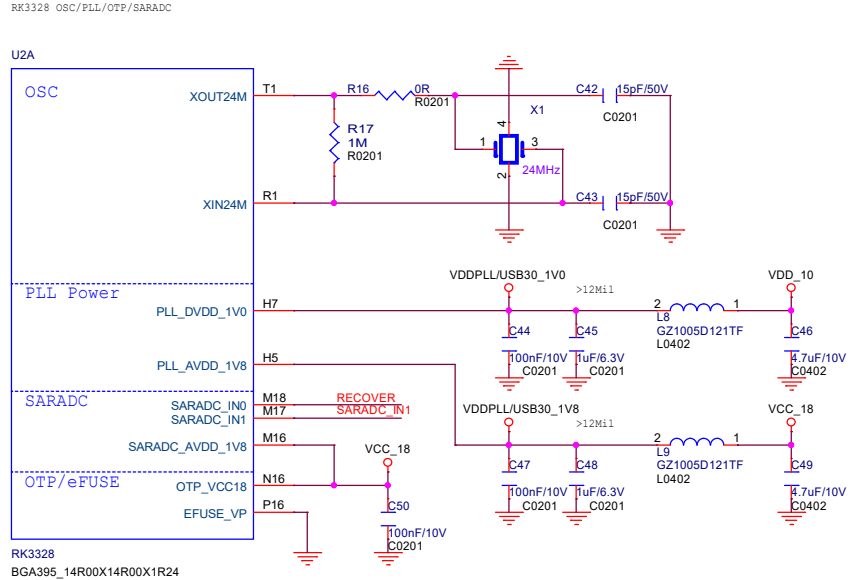 RK3328 OSC/PLL/OTP/SARADC
U2A
OSC
XOUT24M
T1
R16
0R
R0201
R17
1M
R0201
XIN24M
R1
X1
4
1
3
2
24MHz
C42
15pF/50V
C0201
C43
15pF/50V
C0201
PLL Power
PLL_DVDD_1V0
H7
VDDPLL/USB30_1V0
>12Mil
VDD_10
2
1
L8
GZ1005D121TF
L0402
C44
100nF/10V
C0201
C45
1uF/6.3V
C0201
C46
4.7uF/10V
C0402
PLL_AVDD_1V8
H5
SARADC
SARADC_IN0
M18
RECOVER
SARADC_IN1
M17
SARADC_IN1
VDDPLL/USB30_1V8
>12Mil
VCC_18
2
1
L9
GZ1005D121TF
L0402
SARADC_AVDD_1V8
M16
VCC_18
C47
100nF/10V
C0201
C48
1uF/6.3V
C0201
C49
4.7uF/10V
C0402
OTP/eFUSE
OTP_VCC18
N16
EFUSE_VP
P16
C50
100nF/10V
C0201
RK3328
BGA395_14R00X14R00X1R24